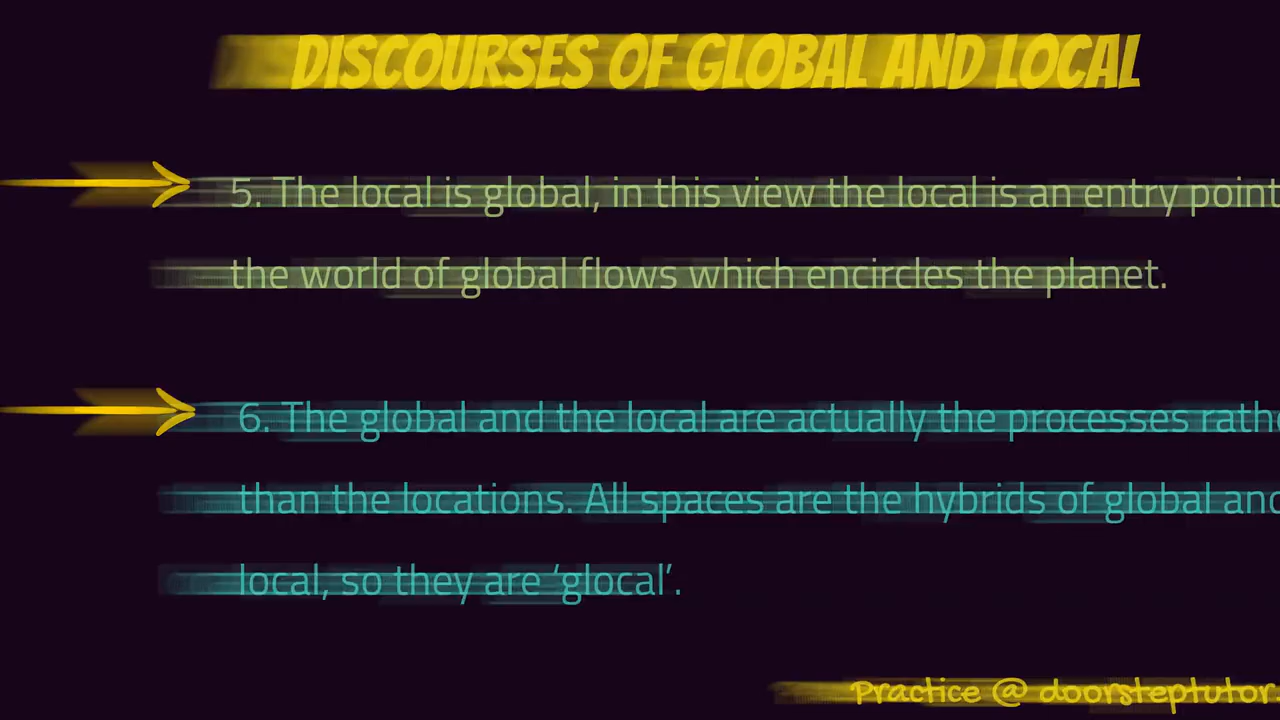 DISCOURSES OF GLOBAL AND LOCAL
5. The local is global, in this view the local is an entry point
the world of global flows which encircles the planet.
6. The global and the local are actually the processes rathe
than the locations. All spaces are the hybrids of global and
local, so they are ‘glocal’.
Practice @ doorsteptutor.